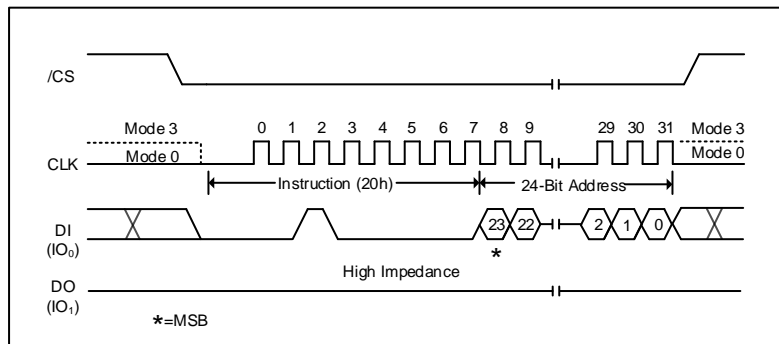 /CS
0 1 2 3 4 5 6 7 8 9 29 30 31
Mode 3 Mode 3
CLK Mode 0 Mode 0
Instruction (20h) 24-Bit Address
DI 23 22 2 1 0
(IO₀)
*
High Impedance
DO
(IO₁)
*=MSB